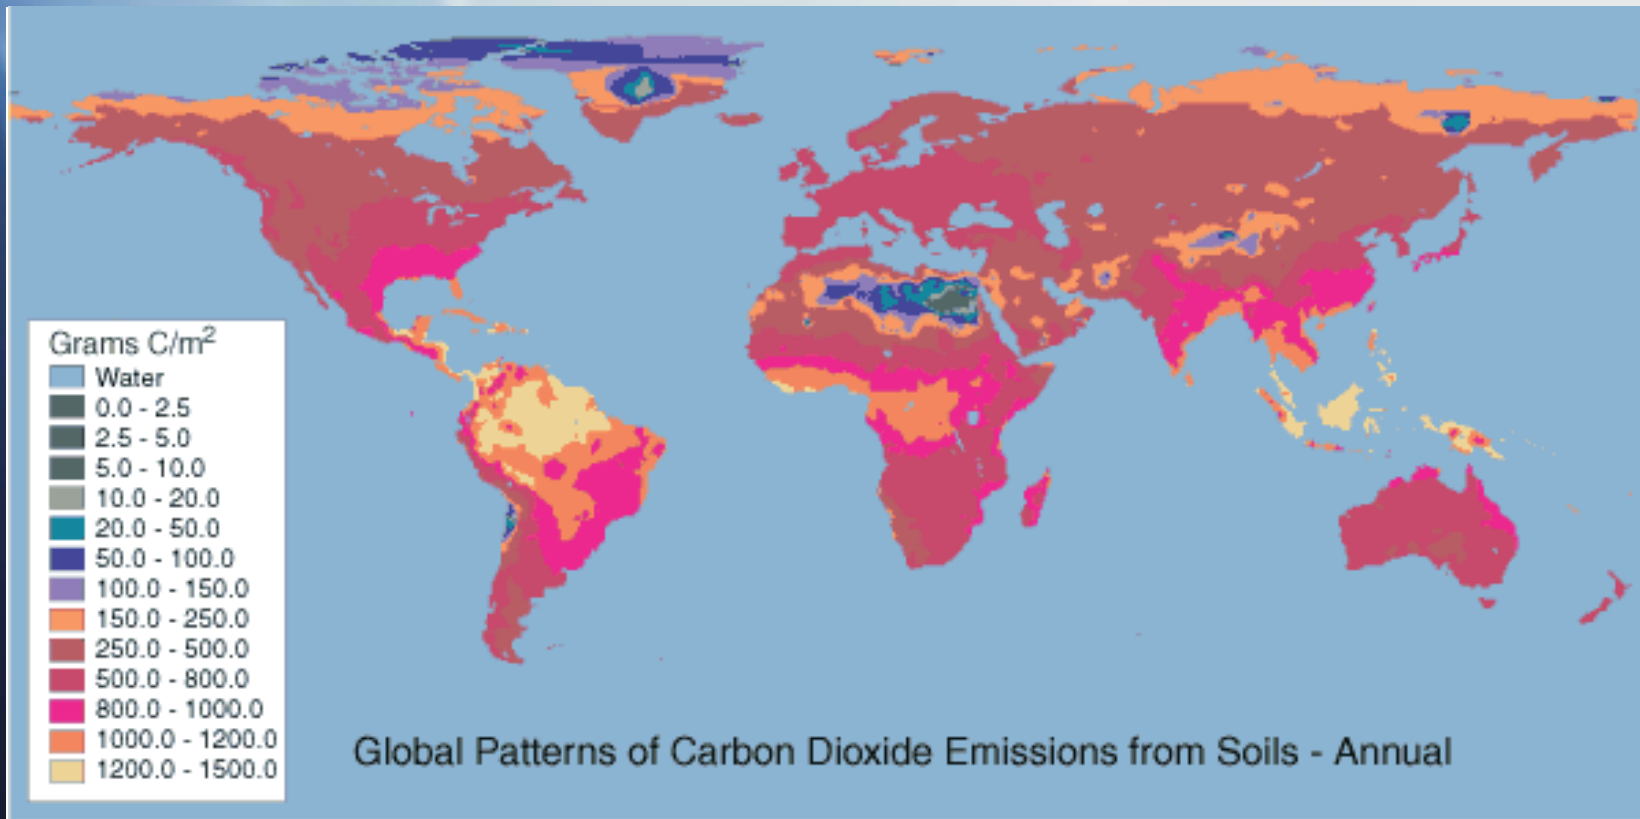 Grams C/m²
Water
0.0 - 2.5
2.5 - 5.0
5.0 - 10.0
10.0 - 20.0
20.0 - 50.0
50.0 - 100.0
100.0 - 150.0
150.0 - 250.0
250.0 - 500.0
500.0 - 800.0
800.0 - 1000.0
1000.0 - 1200.0
1200.0 - 1500.0
Global Patterns of Carbon Dioxide Emissions from Soils - Annual